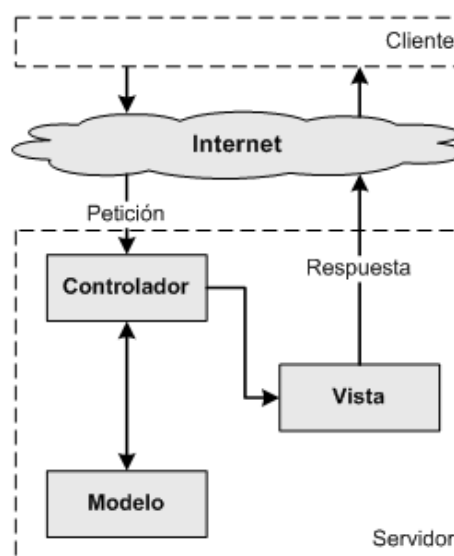 Cliente
Internet
Petición
Respuesta
Controlador
Vista
Modelo
Servidor